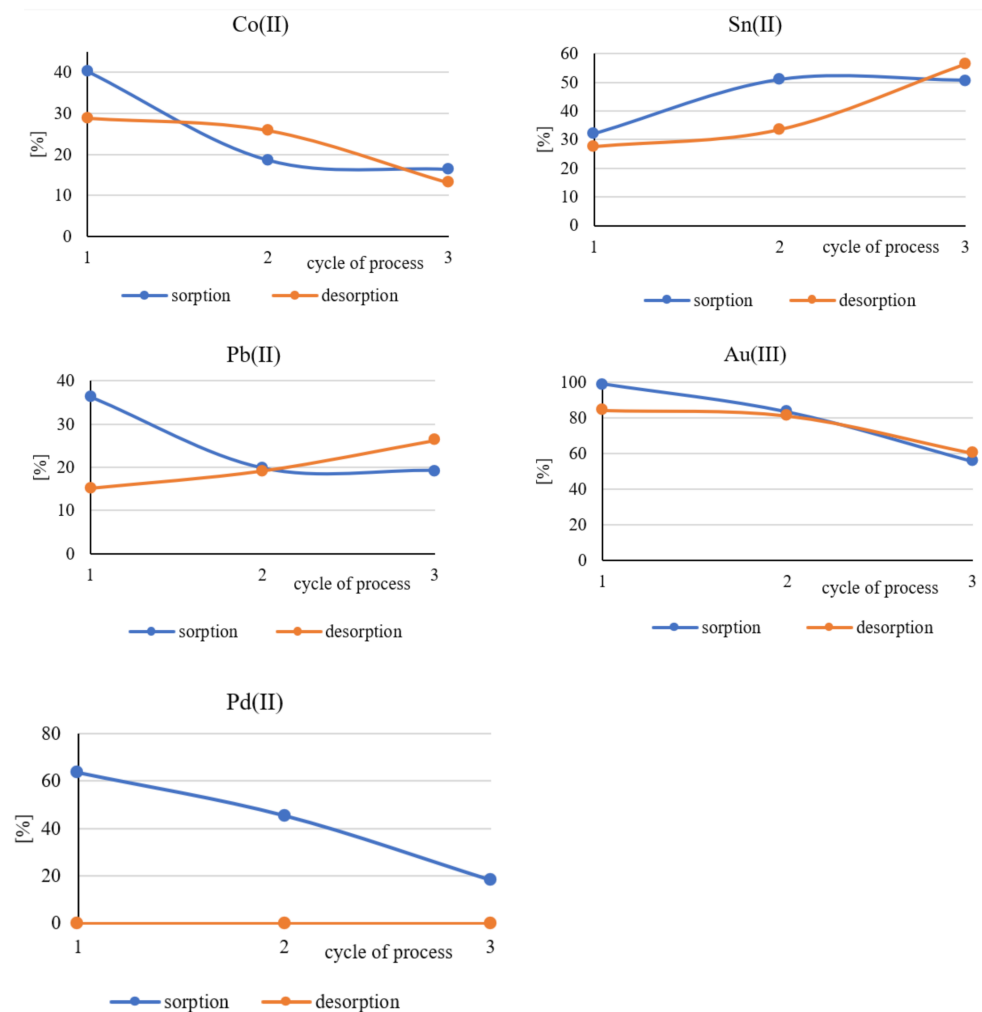 Co(II)
[%]
40
30
20
10
0
1 2 3
cycle of process
sorption desorption
Sn(II)
[%]
60
50
40
30
20
10
0
1 2 3
cycle of process
sorption desorption
Pb(II)
[%]
40
30
20
10
0
1 2 3
cycle of process
sorption desorption
Au(III)
[%]
100
80
60
40
20
0
1 2 3
cycle of process
sorption desorption
Pd(II)
[%]
80
60
40
20
0
1 2 3
cycle of process
sorption desorption